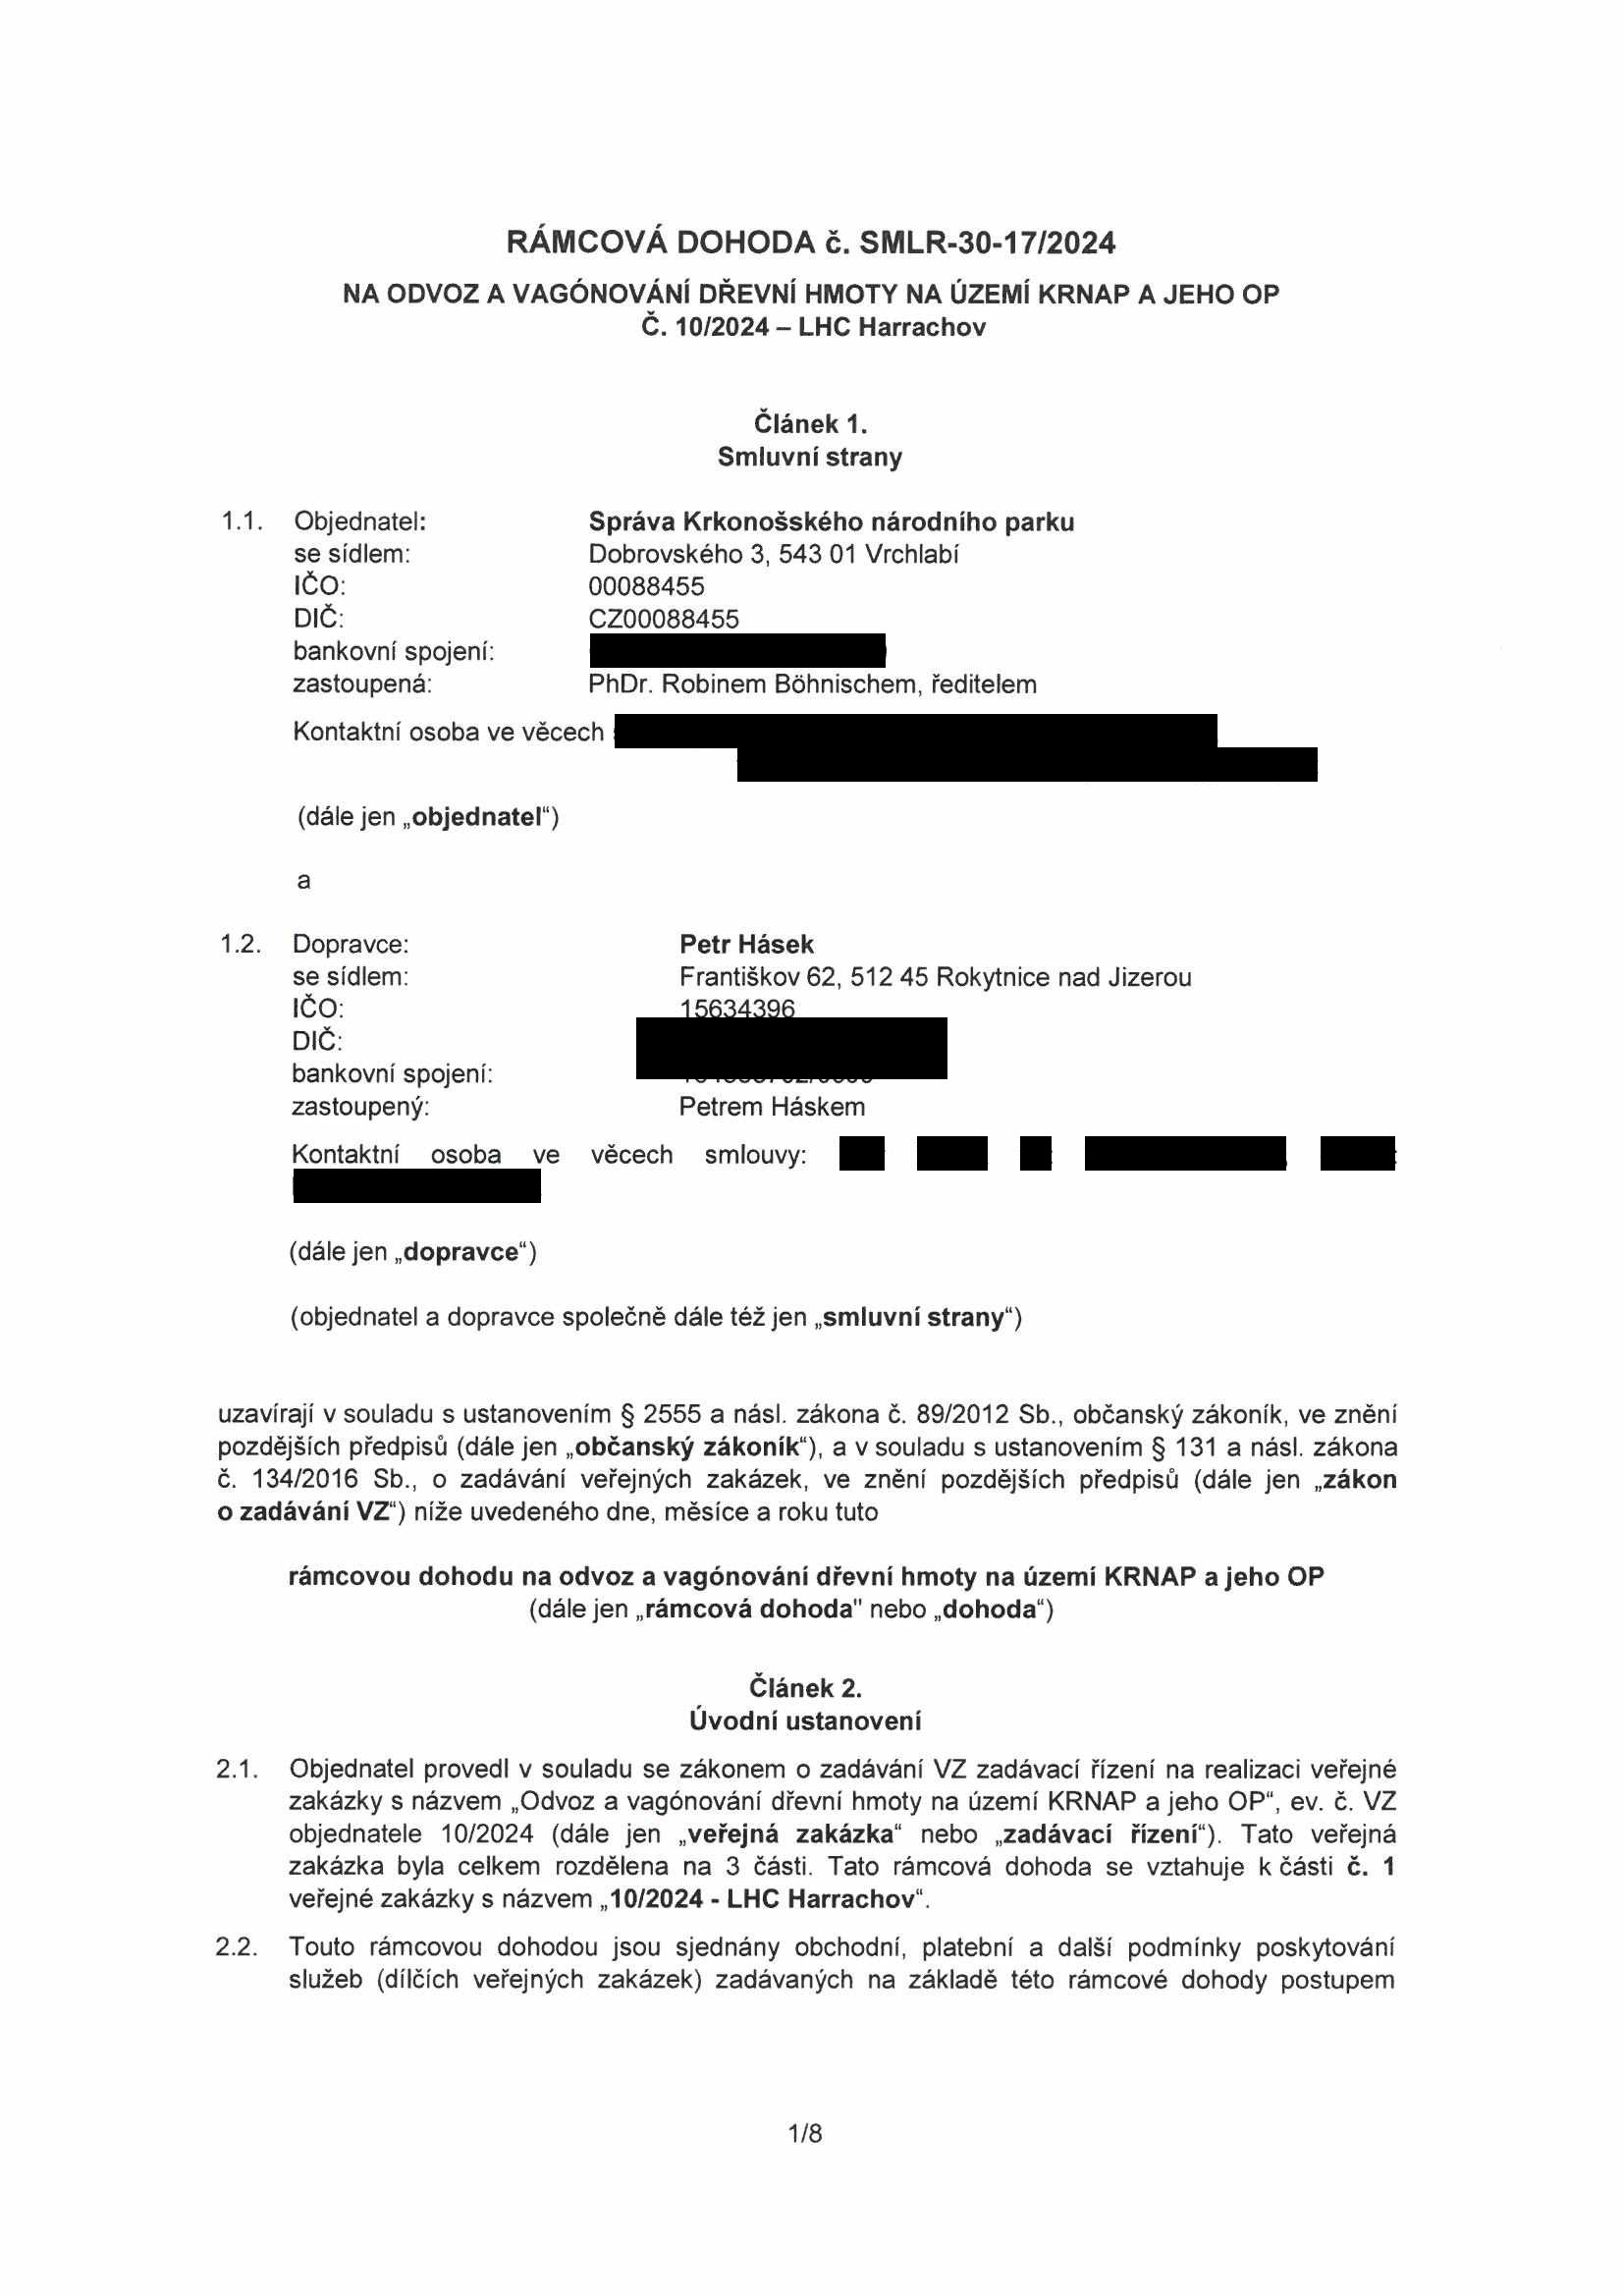 RÁMCOVÁ DOHODA č. SMLR-30-17/2024
NA ODVOZ A VAGÓNOVÁNÍ DŘEVNÍ HMOTY NA ÚZEMÍ KRNAP A JEHO OP
Č. 10/2024 – LHC Harrachov
Článek 1.
Smluvní strany
1.1. Objednatel: Správa Krkonošského národního parku
se sídlem: Dobrovského 3, 543 01 Vrchlabí
IČO: 00088455
DIČ: CZ00088455
bankovní spojení:
zastoupená: PhDr. Robinem Böhnischem, ředitelem
Kontaktní osoba ve věcech
(dále jen „objednatel“)
a
1.2. Dopravce: Petr Hásek
se sídlem: Františkov 62, 512 45 Rokytnice nad Jizerou
IČO: 15634396
DIČ:
bankovní spojení:
zastoupený: Petrem Háskem
Kontaktní osoba ve věcech smlouvy:
(dále jen „dopravce“)
(objednatel a dopravce společně dále též jen „smluvní strany“)
uzavírají v souladu s ustanovením § 2555 a násl. zákona č. 89/2012 Sb., občanský zákoník, ve znění
pozdějších předpisů (dále jen „občanský zákoník“), a v souladu s ustanovením § 131 a násl. zákona
č. 134/2016 Sb., o zadávání veřejných zakázek, ve znění pozdějších předpisů (dále jen „zákon
o zadávání VZ“) níže uvedeného dne, měsíce a roku tuto
rámcovou dohodu na odvoz a vagónování dřevní hmoty na území KRNAP a jeho OP
(dále jen „rámcová dohoda" nebo „dohoda“)
Článek 2.
Úvodní ustanovení
2.1. Objednatel provedl v souladu se zákonem o zadávání VZ zadávací řízení na realizaci veřejné
zakázky s názvem „Odvoz a vagónování dřevní hmoty na území KRNAP a jeho OP“, ev. č. VZ
objednatele 10/2024 (dále jen „veřejná zakázka“ nebo „zadávací řízení“). Tato veřejná
zakázka byla celkem rozdělena na 3 části. Tato rámcová dohoda se vztahuje k části č. 1
veřejné zakázky s názvem „10/2024 - LHC Harrachov“.
2.2. Touto rámcovou dohodou jsou sjednány obchodní, platební a další podmínky poskytování
služeb (dílčích veřejných zakázek) zadávaných na základě této rámcové dohody postupem
1/8